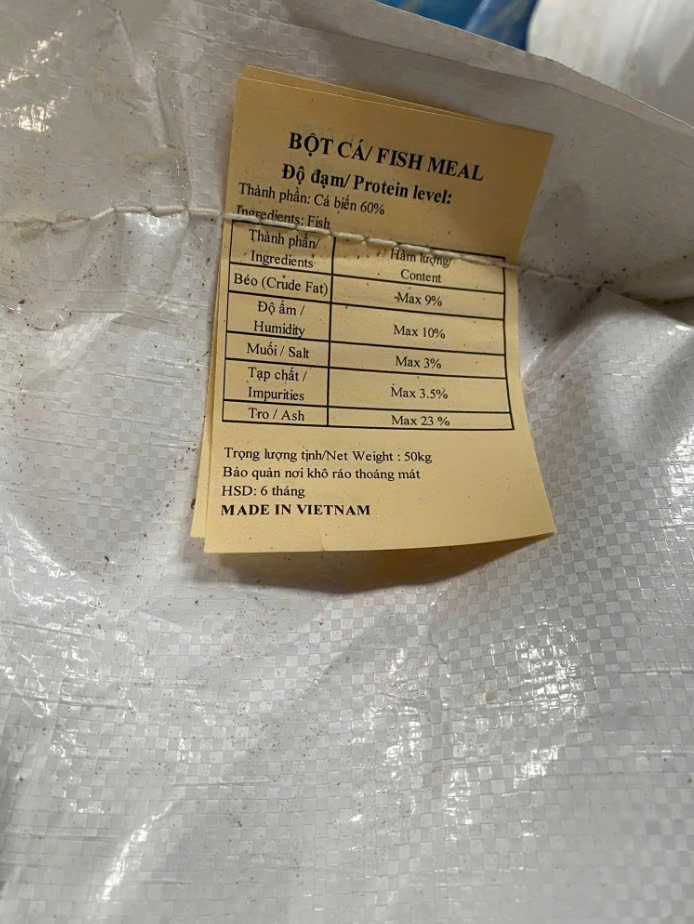 BỘT CÁ/ FISH MEAL
Độ đạm/ Protein level:
Thành phần: Cá biển 60%
Ingredients: Fish
Thành phần/ Ingredients Hàm lượng/ Content
Béo (Crude Fat) Max 9%
Độ ẩm / Humidity Max 10%
Muối / Salt Max 3%
Tạp chất / Impurities Max 3.5%
Tro / Ash Max 23 %
Trọng lượng tịnh/Net Weight : 50kg
Bảo quản nơi khô ráo thoáng mát
HSD: 6 tháng
MADE IN VIETNAM